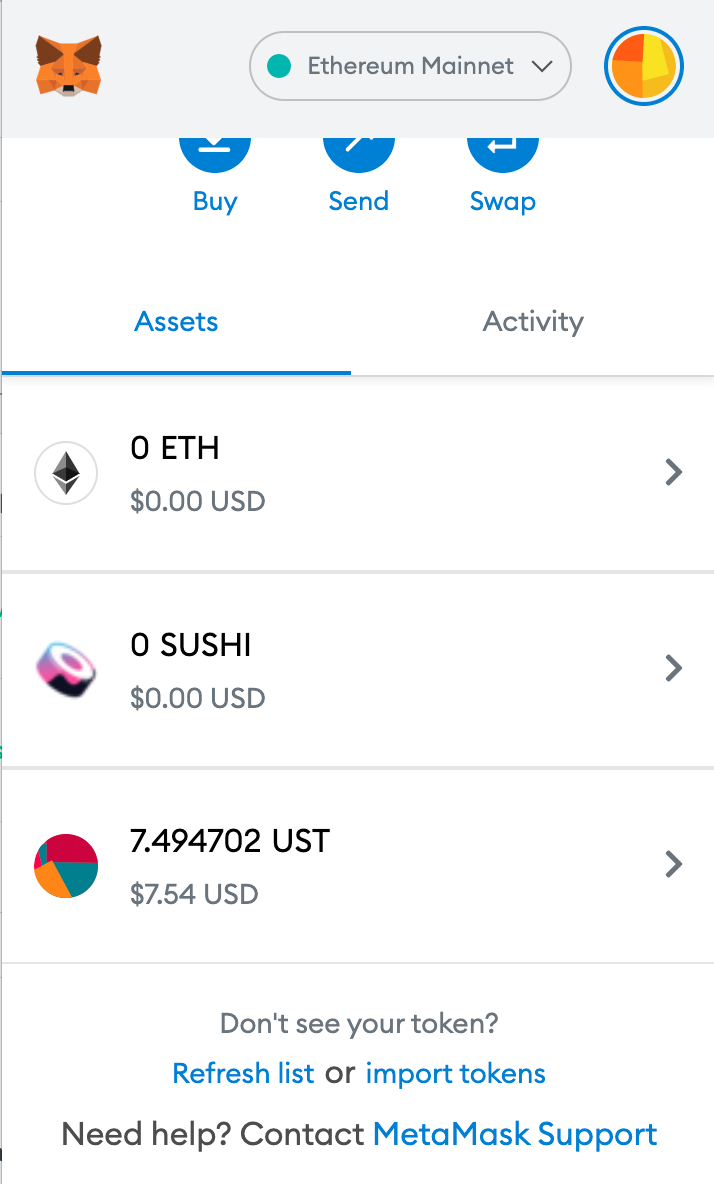 Ethereum Mainnet
Buy
Send
Swap
Assets
Activity
0 ETH
$0.00 USD
0 SUSHI
$0.00 USD
7.494702 UST
$7.54 USD
Don't see your token?
Refresh list or import tokens
Need help? Contact MetaMask Support